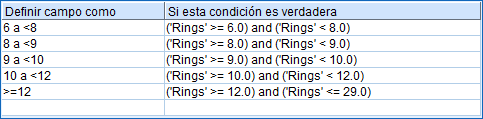 Definir campo como Si esta condición es verdadera
6 a <8 ('Rings' >= 6.0) and ('Rings' < 8.0)
8 a <9 ('Rings' >= 8.0) and ('Rings' < 9.0)
9 a <10 ('Rings' >= 9.0) and ('Rings' < 10.0)
10 a <12 ('Rings' >= 10.0) and ('Rings' < 12.0)
>=12 ('Rings' >= 12.0) and ('Rings' <= 29.0)